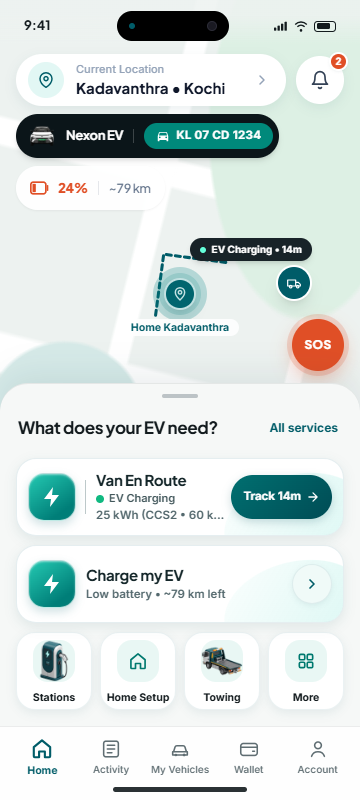 9:41
Current Location
Kadavanthra • Kochi
2
Nexon EV
KL 07 CD 1234
24%
~79 km
EV Charging • 14m
Home Kadavanthra
SOS
What does your EV need?
All services
Van En Route
EV Charging
25 kWh (CCS2 • 60 k...
Track 14m →
Charge my EV
Low battery • ~79 km left
Stations
Home Setup
Towing
More
Home
Activity
My Vehicles
Wallet
Account